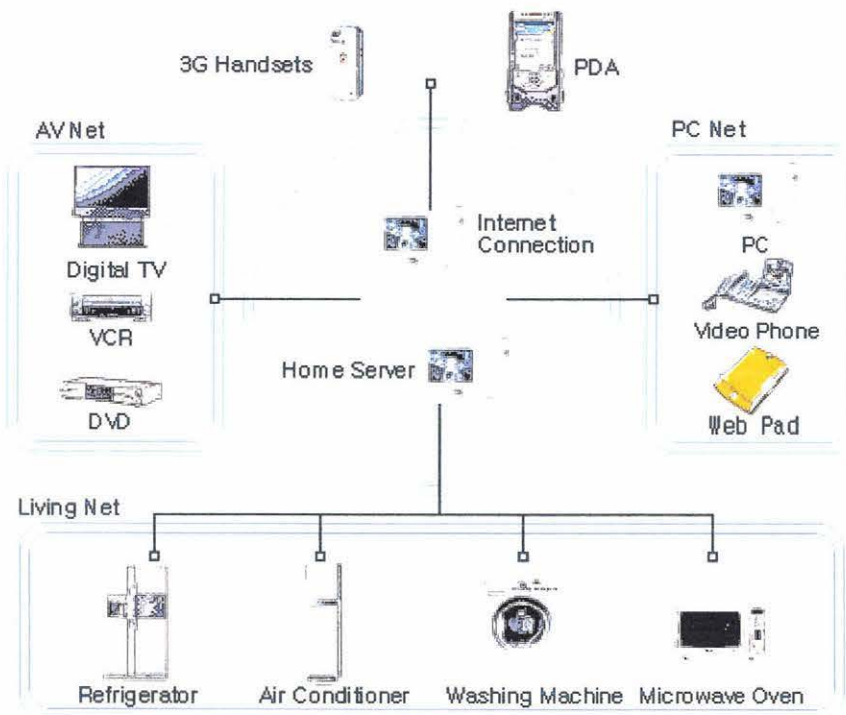 3G Handsets
PDA
AV Net
PC Net
Internet
Connection
Digital TV
PC
VCR
Video Phone
Home Server
DVD
Web Pad
Living Net
Refrigerator
Air Conditioner
Washing Machine
Microwave Oven